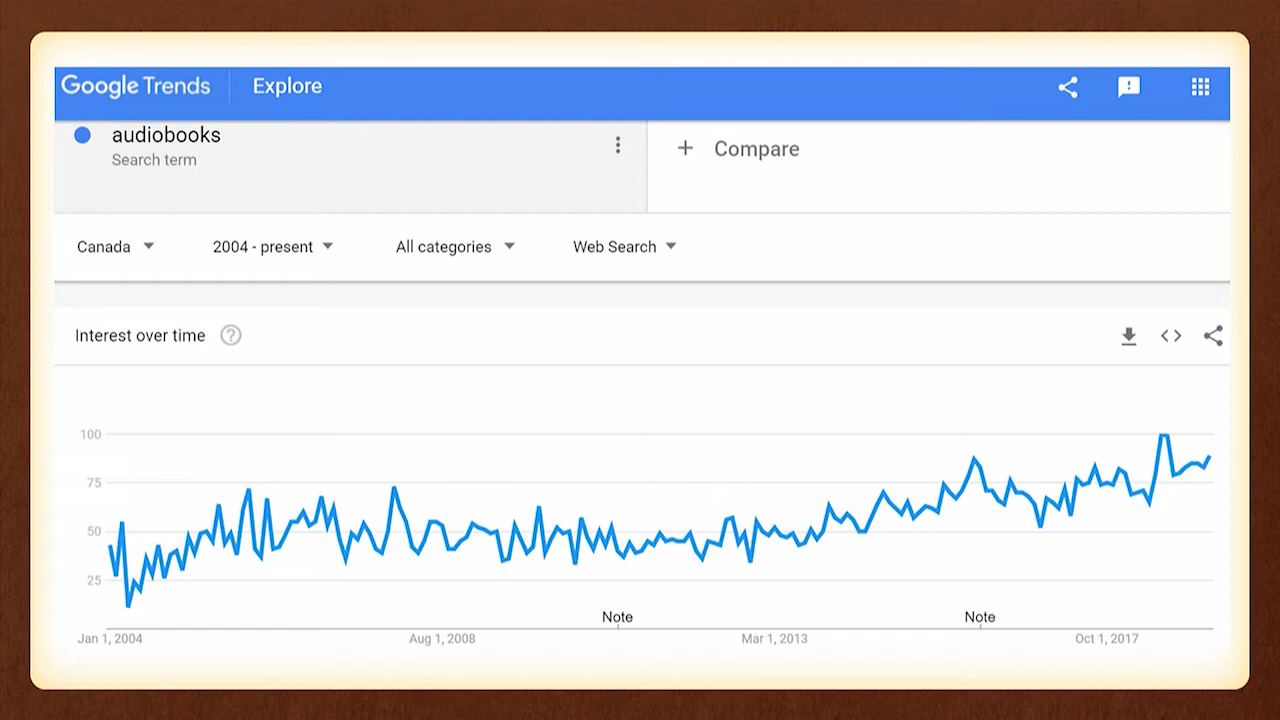 Google Trends Explore
audiobooks
Search term
+ Compare
Canada 2004 - present All categories Web Search
Interest over time ?
100
75
50
25
Note Note
Jan 1, 2004 Aug 1, 2008 Mar 1, 2013 Oct 1, 2017